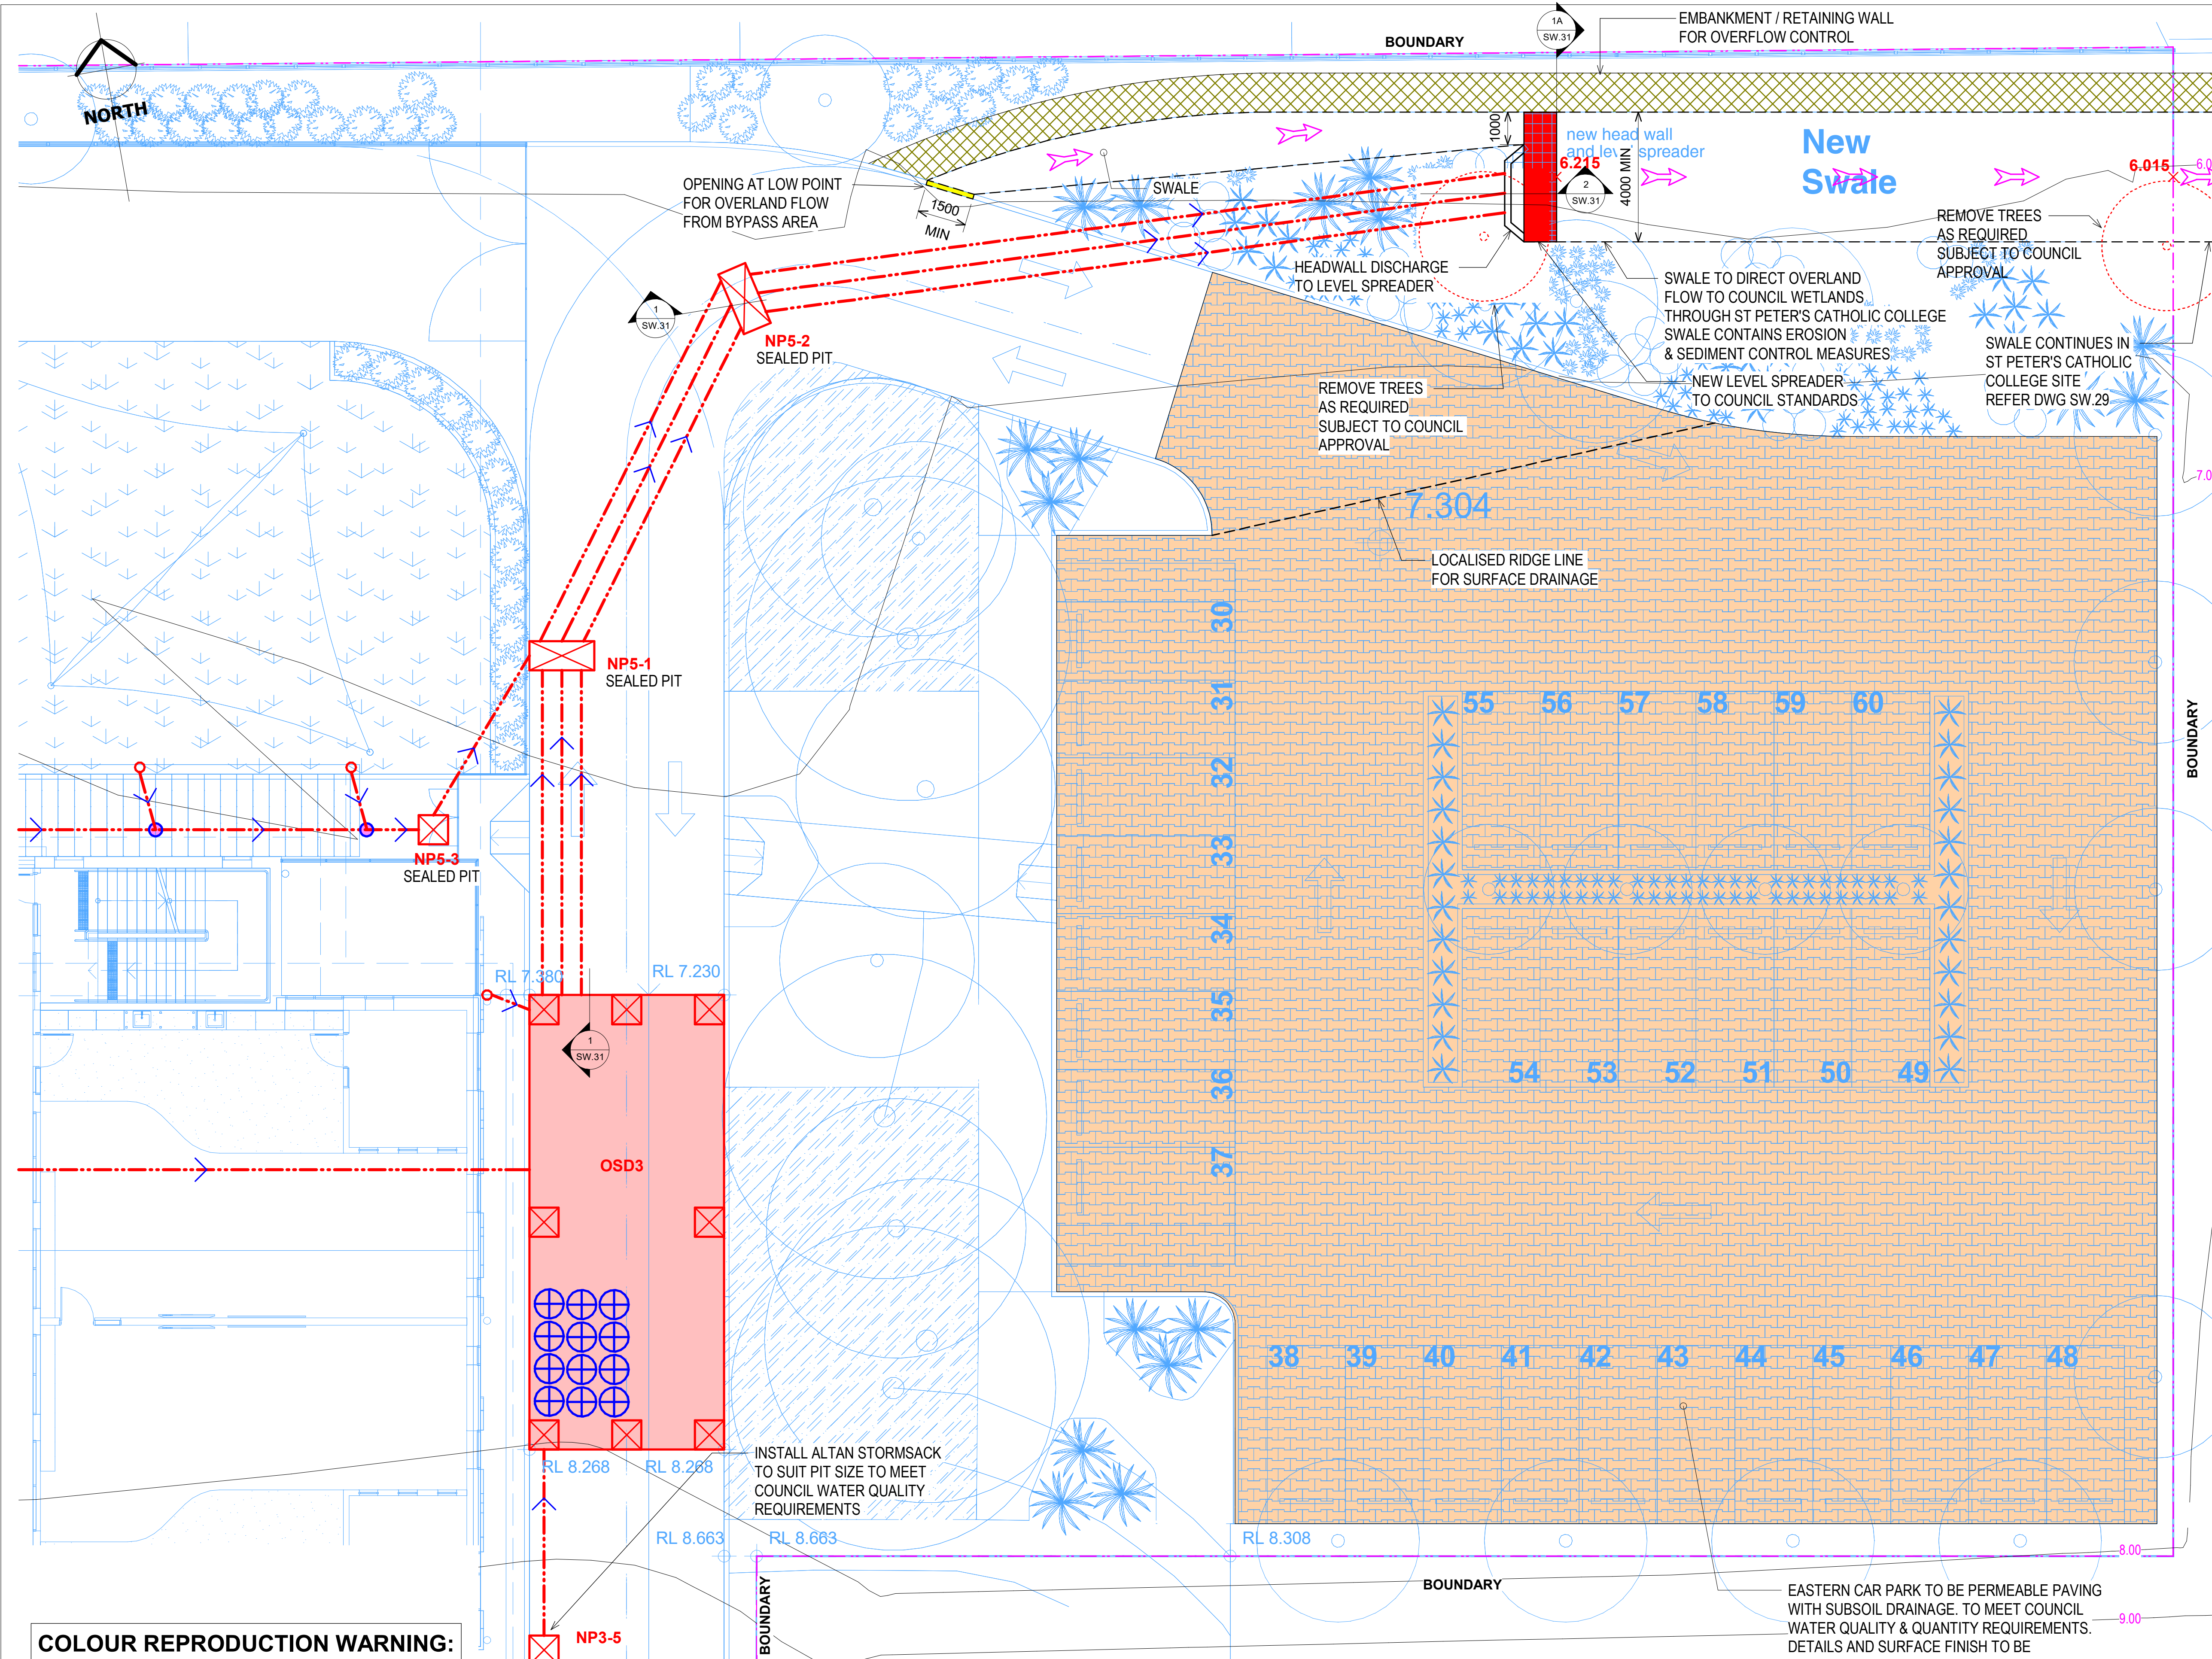 1A
SW.31
EMBANKMENT / RETAINING WALL
FOR OVERFLOW CONTROL
BOUNDARY
NORTH
1000
new head wall
and level spreader
4000 MIN
New
Swale
6.215
6.015
6.0
2
SW.31
OPENING AT LOW POINT
FOR OVERLAND FLOW
FROM BYPASS AREA
1500
MIN
SWALE
REMOVE TREES
AS REQUIRED
SUBJECT TO COUNCIL
APPROVAL
HEADWALL DISCHARGE
TO LEVEL SPREADER
SWALE TO DIRECT OVERLAND
FLOW TO COUNCIL WETLANDS
THROUGH ST PETER'S CATHOLIC COLLEGE
SWALE CONTAINS EROSION
& SEDIMENT CONTROL MEASURES
1
SW.31
NP5-2
SEALED PIT
SWALE CONTINUES IN
ST PETER'S CATHOLIC
COLLEGE SITE
REFER DWG SW.29
REMOVE TREES
AS REQUIRED
SUBJECT TO COUNCIL
APPROVAL
NEW LEVEL SPREADER
TO COUNCIL STANDARDS
7.0
7.304
LOCALISED RIDGE LINE
FOR SURFACE DRAINAGE
30
31
32
33
34
35
36
37
NP5-1
SEALED PIT
55 56 57 58 59 60
BOUNDARY
NP5-3
SEALED PIT
RL 7.380
RL 7.230
1
SW.31
54 53 52 51 50 49
OSD3
38 39 40 41 42 43 44 45 46 47 48
INSTALL ALTAN STORMSACK
TO SUIT PIT SIZE TO MEET
COUNCIL WATER QUALITY
REQUIREMENTS
RL 8.268
RL 8.268
RL 8.663
RL 8.663
RL 8.308
8.00
BOUNDARY
BOUNDARY
EASTERN CAR PARK TO BE PERMEABLE PAVING
WITH SUBSOIL DRAINAGE. TO MEET COUNCIL
WATER QUALITY & QUANTITY REQUIREMENTS.
DETAILS AND SURFACE FINISH TO BE
9.00
NP3-5
COLOUR REPRODUCTION WARNING: